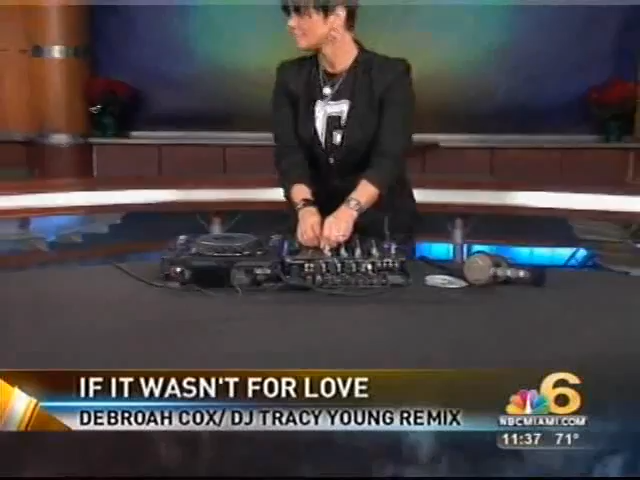 IF IT WASN'T FOR LOVE
DEBROAH COX/ DJ TRACY YOUNG REMIX
6
NBCMIAMI.COM
11:37 71°